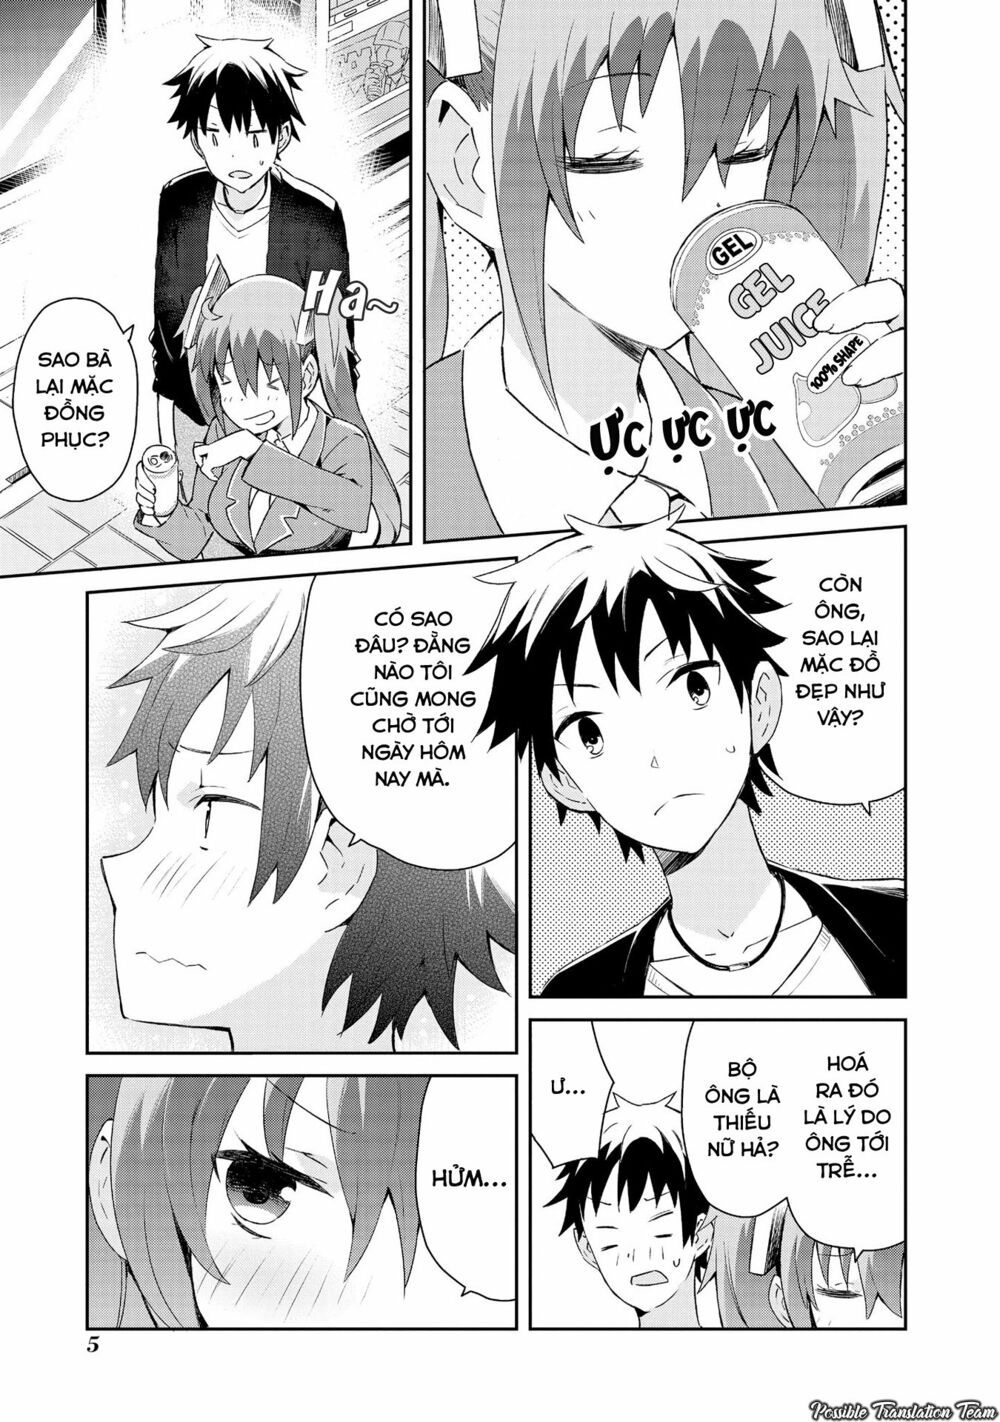 GEL
GEL
JUICE
100% SHAPE
ỰC ỰC ỰC
Ha~
SAO BÀ
LẠI MẶC
ĐỒNG
PHỤC?
CÒN
ÔNG,
SAO LẠI
MẶC ĐỒ
ĐẸP NHƯ
VẬY?
CÓ SAO
ĐÂU? ĐẰNG
NÀO TÔI
CŨNG MONG
CHỜ TỚI
NGÀY HÔM
NAY MÀ.
HOÁ
RA ĐÓ
LÀ LÝ DO
ÔNG TỚI
TRỄ...
BỘ
ÔNG LÀ
THIẾU
NỮ HẢ?
Ư...
HỬM...
5
Possible Translation Team